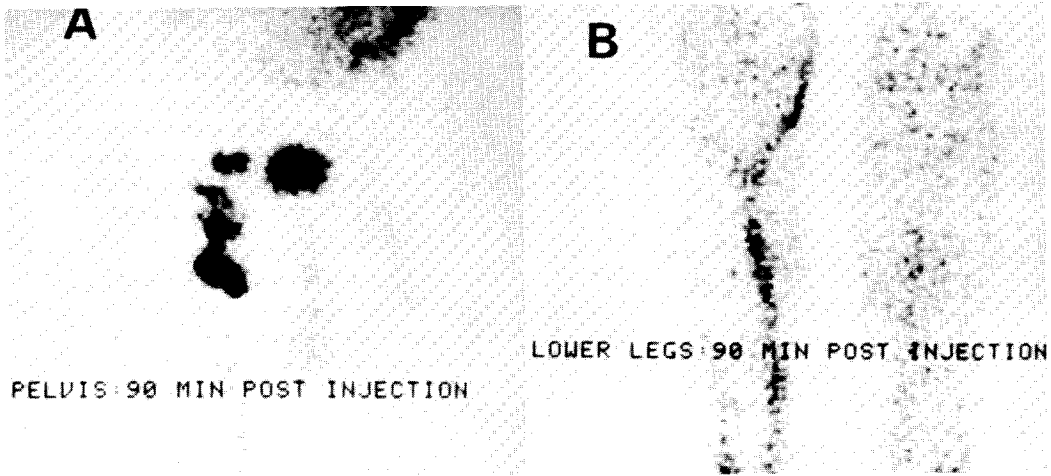 A
B
LOWER LEGS 90 MIN POST INJECTION
PELVIS 90 MIN POST INJECTION